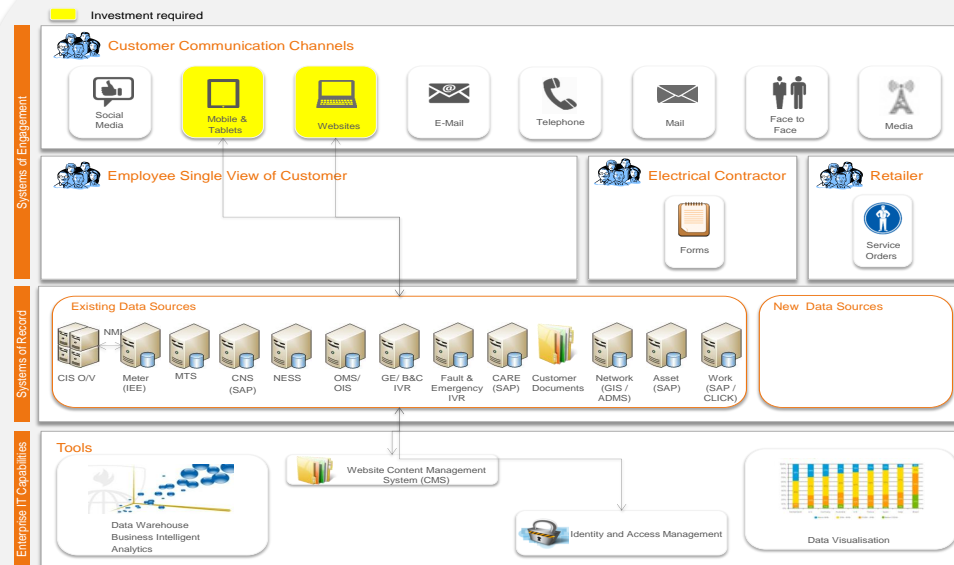 Investment required
Systems of Engagement
Customer Communication Channels
Social
Media
Mobile &
Tablets
Websites
E-Mail
Telephone
Mail
Face to
Face
Media
Employee Single View of Customer
Electrical Contractor
Forms
Retailer
Service
Orders
Systems of Record
Existing Data Sources
NMI
CIS O/V
Meter
(IEE)
MTS
CNS
(SAP)
NESS
OMS/
OIS
GE/ B&C
IVR
Fault &
Emergency
IVR
CARE
(SAP)
Customer
Documents
Network
(GIS /
ADMS)
Asset
(SAP)
Work
(SAP /
CLICK)
New Data Sources
Enterprise IT Capabilities
Tools
Data Warehouse
Business Intelligent
Analytics
Website Content Management
System (CMS)
Identity and Access Management
Data Visualisation